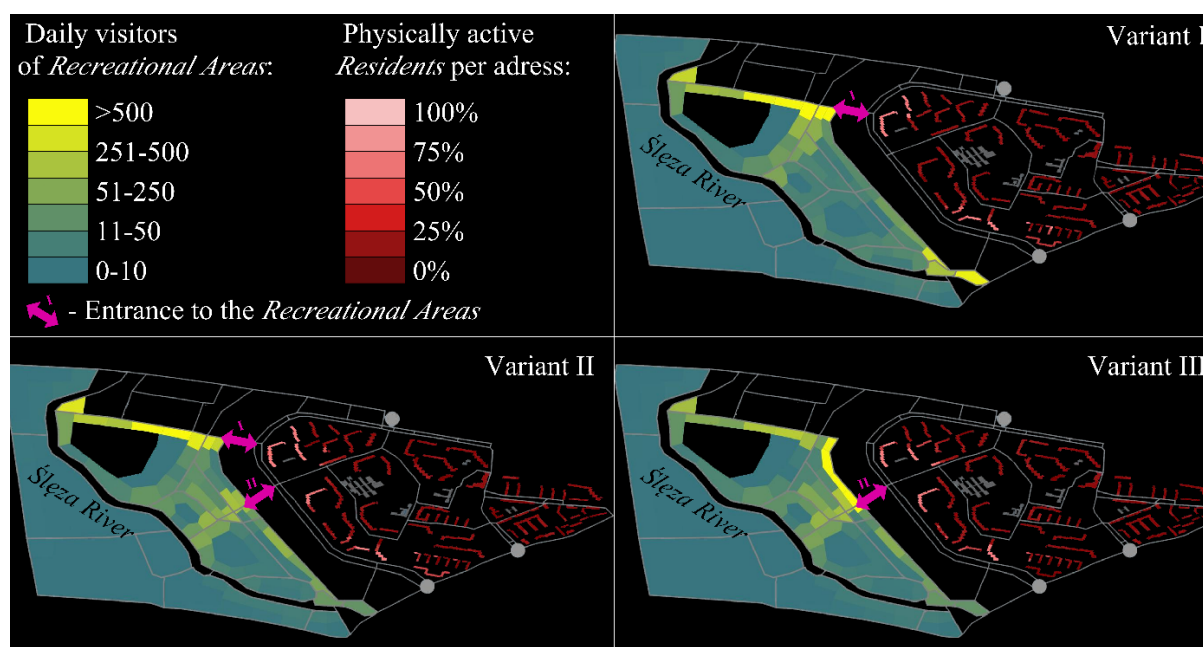 Daily visitors
of Recreational Areas:
>500
251-500
51-250
11-50
0-10
Physically active
Residents per adress:
100%
75%
50%
25%
0%
I
- Entrance to the Recreational Areas
Variant I
I
Ślęza River
Variant II
I
II
Ślęza River
Variant III
II
Ślęza River